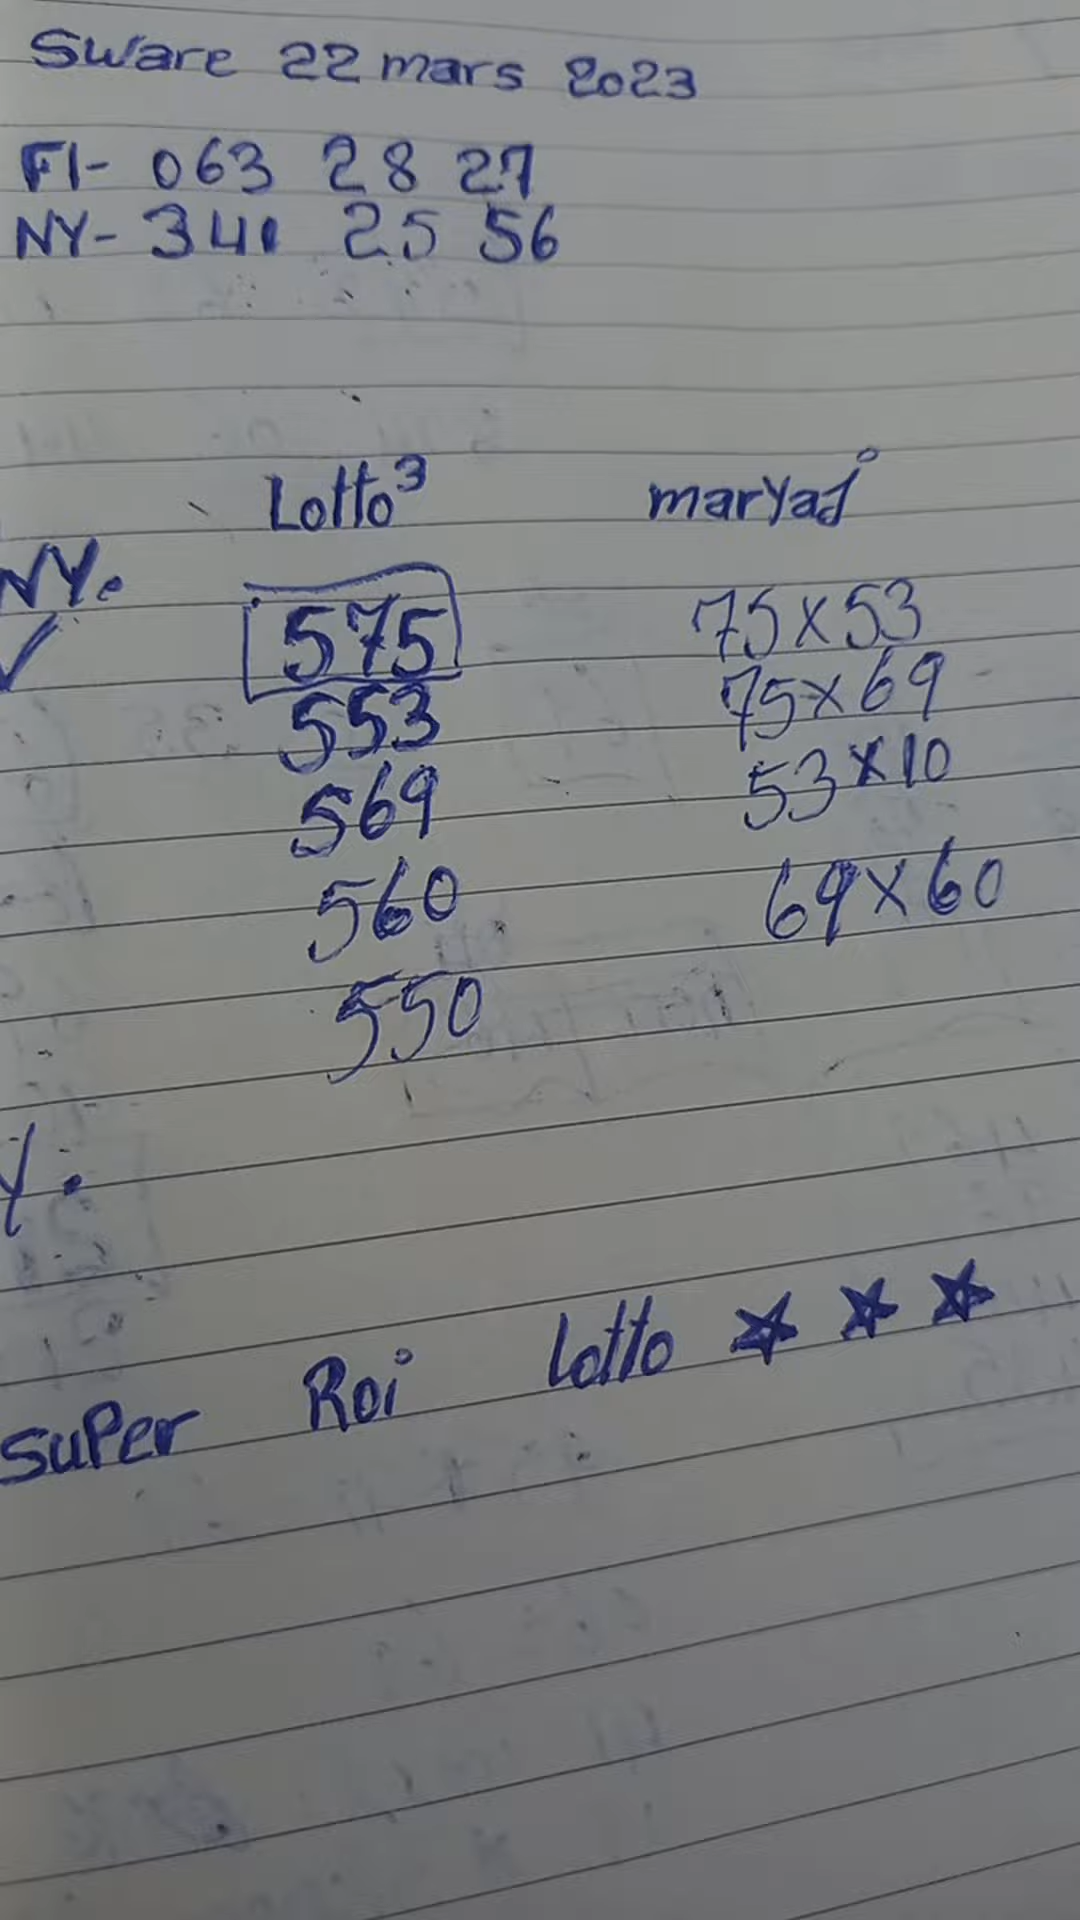 Sware 22 mars 2023
Fl- 063 28 27
NY- 341 25 56
Lotto³ maryaj
NY.
575 75x53
553 75x69
569 53x10
560 69x60
550
Y.
Super Roi Lotto ★ ★ ★